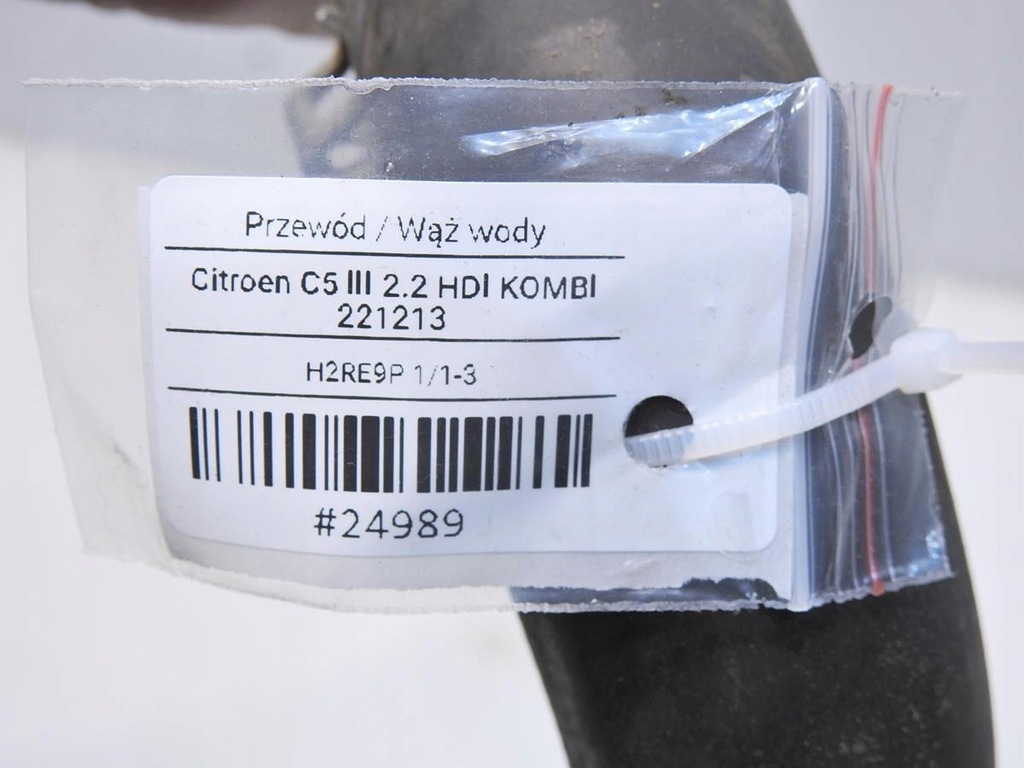 Przewód / Wąż wody
Citroen C5 III 2.2 HDI KOMBI
221213
H2RE9P 1/1-3
#24989